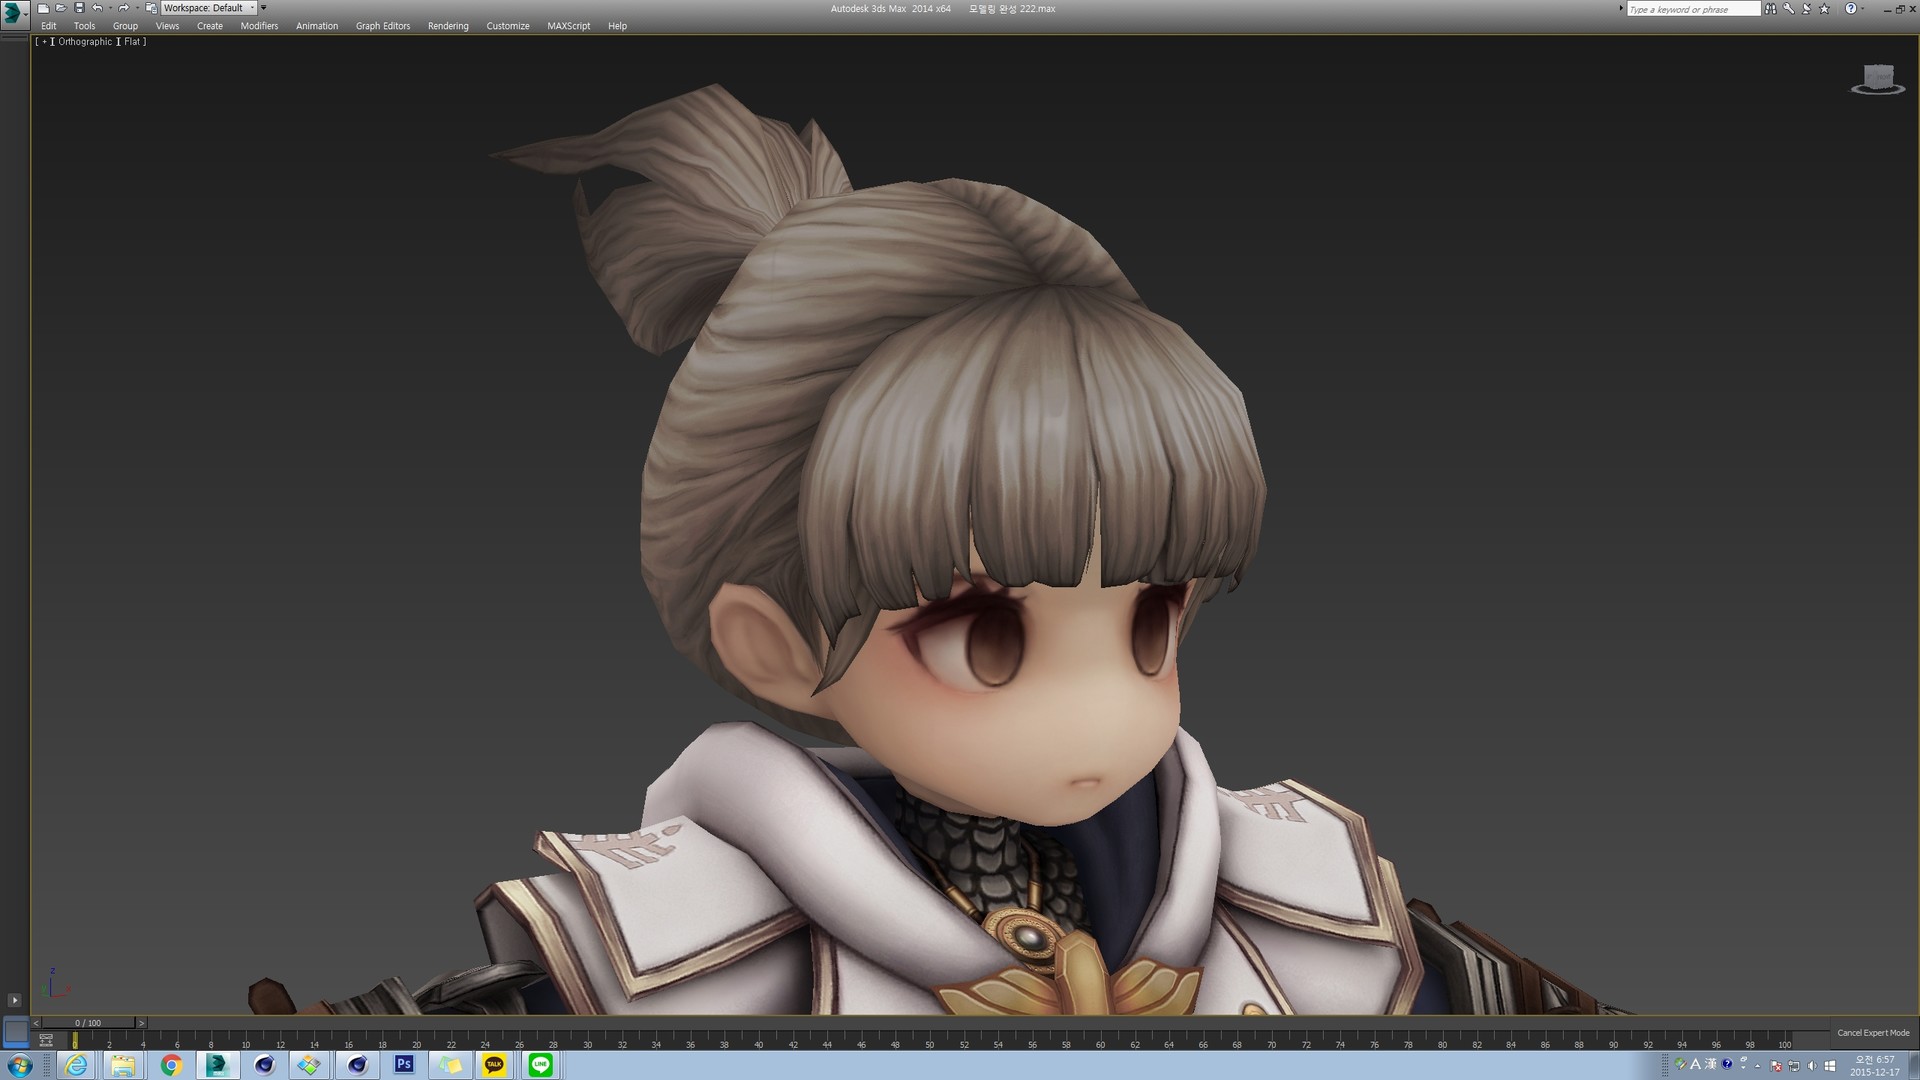 Workspace: Default
Autodesk 3ds Max 2014 x64 모델링 완성 222.max
Type a keyword or phrase
Edit Tools Group Views Create Modifiers Animation Graph Editors Rendering Customize MAXScript Help
[ + ] Orthographic ] Flat ]
0 / 100
0 2 4 6 8 10 12 14 16 18 20 22 24 26 28 30 32 34 36 38 40 42 44 46 48 50 52 54 56 58 60 62 64 66 68 70 72 74 76 78 80 82 84 86 88 90 92 94 96 98 100
Cancel Expert Mode
Ps
TALK
LINE
A 漢
오전 6:57
2015-12-17